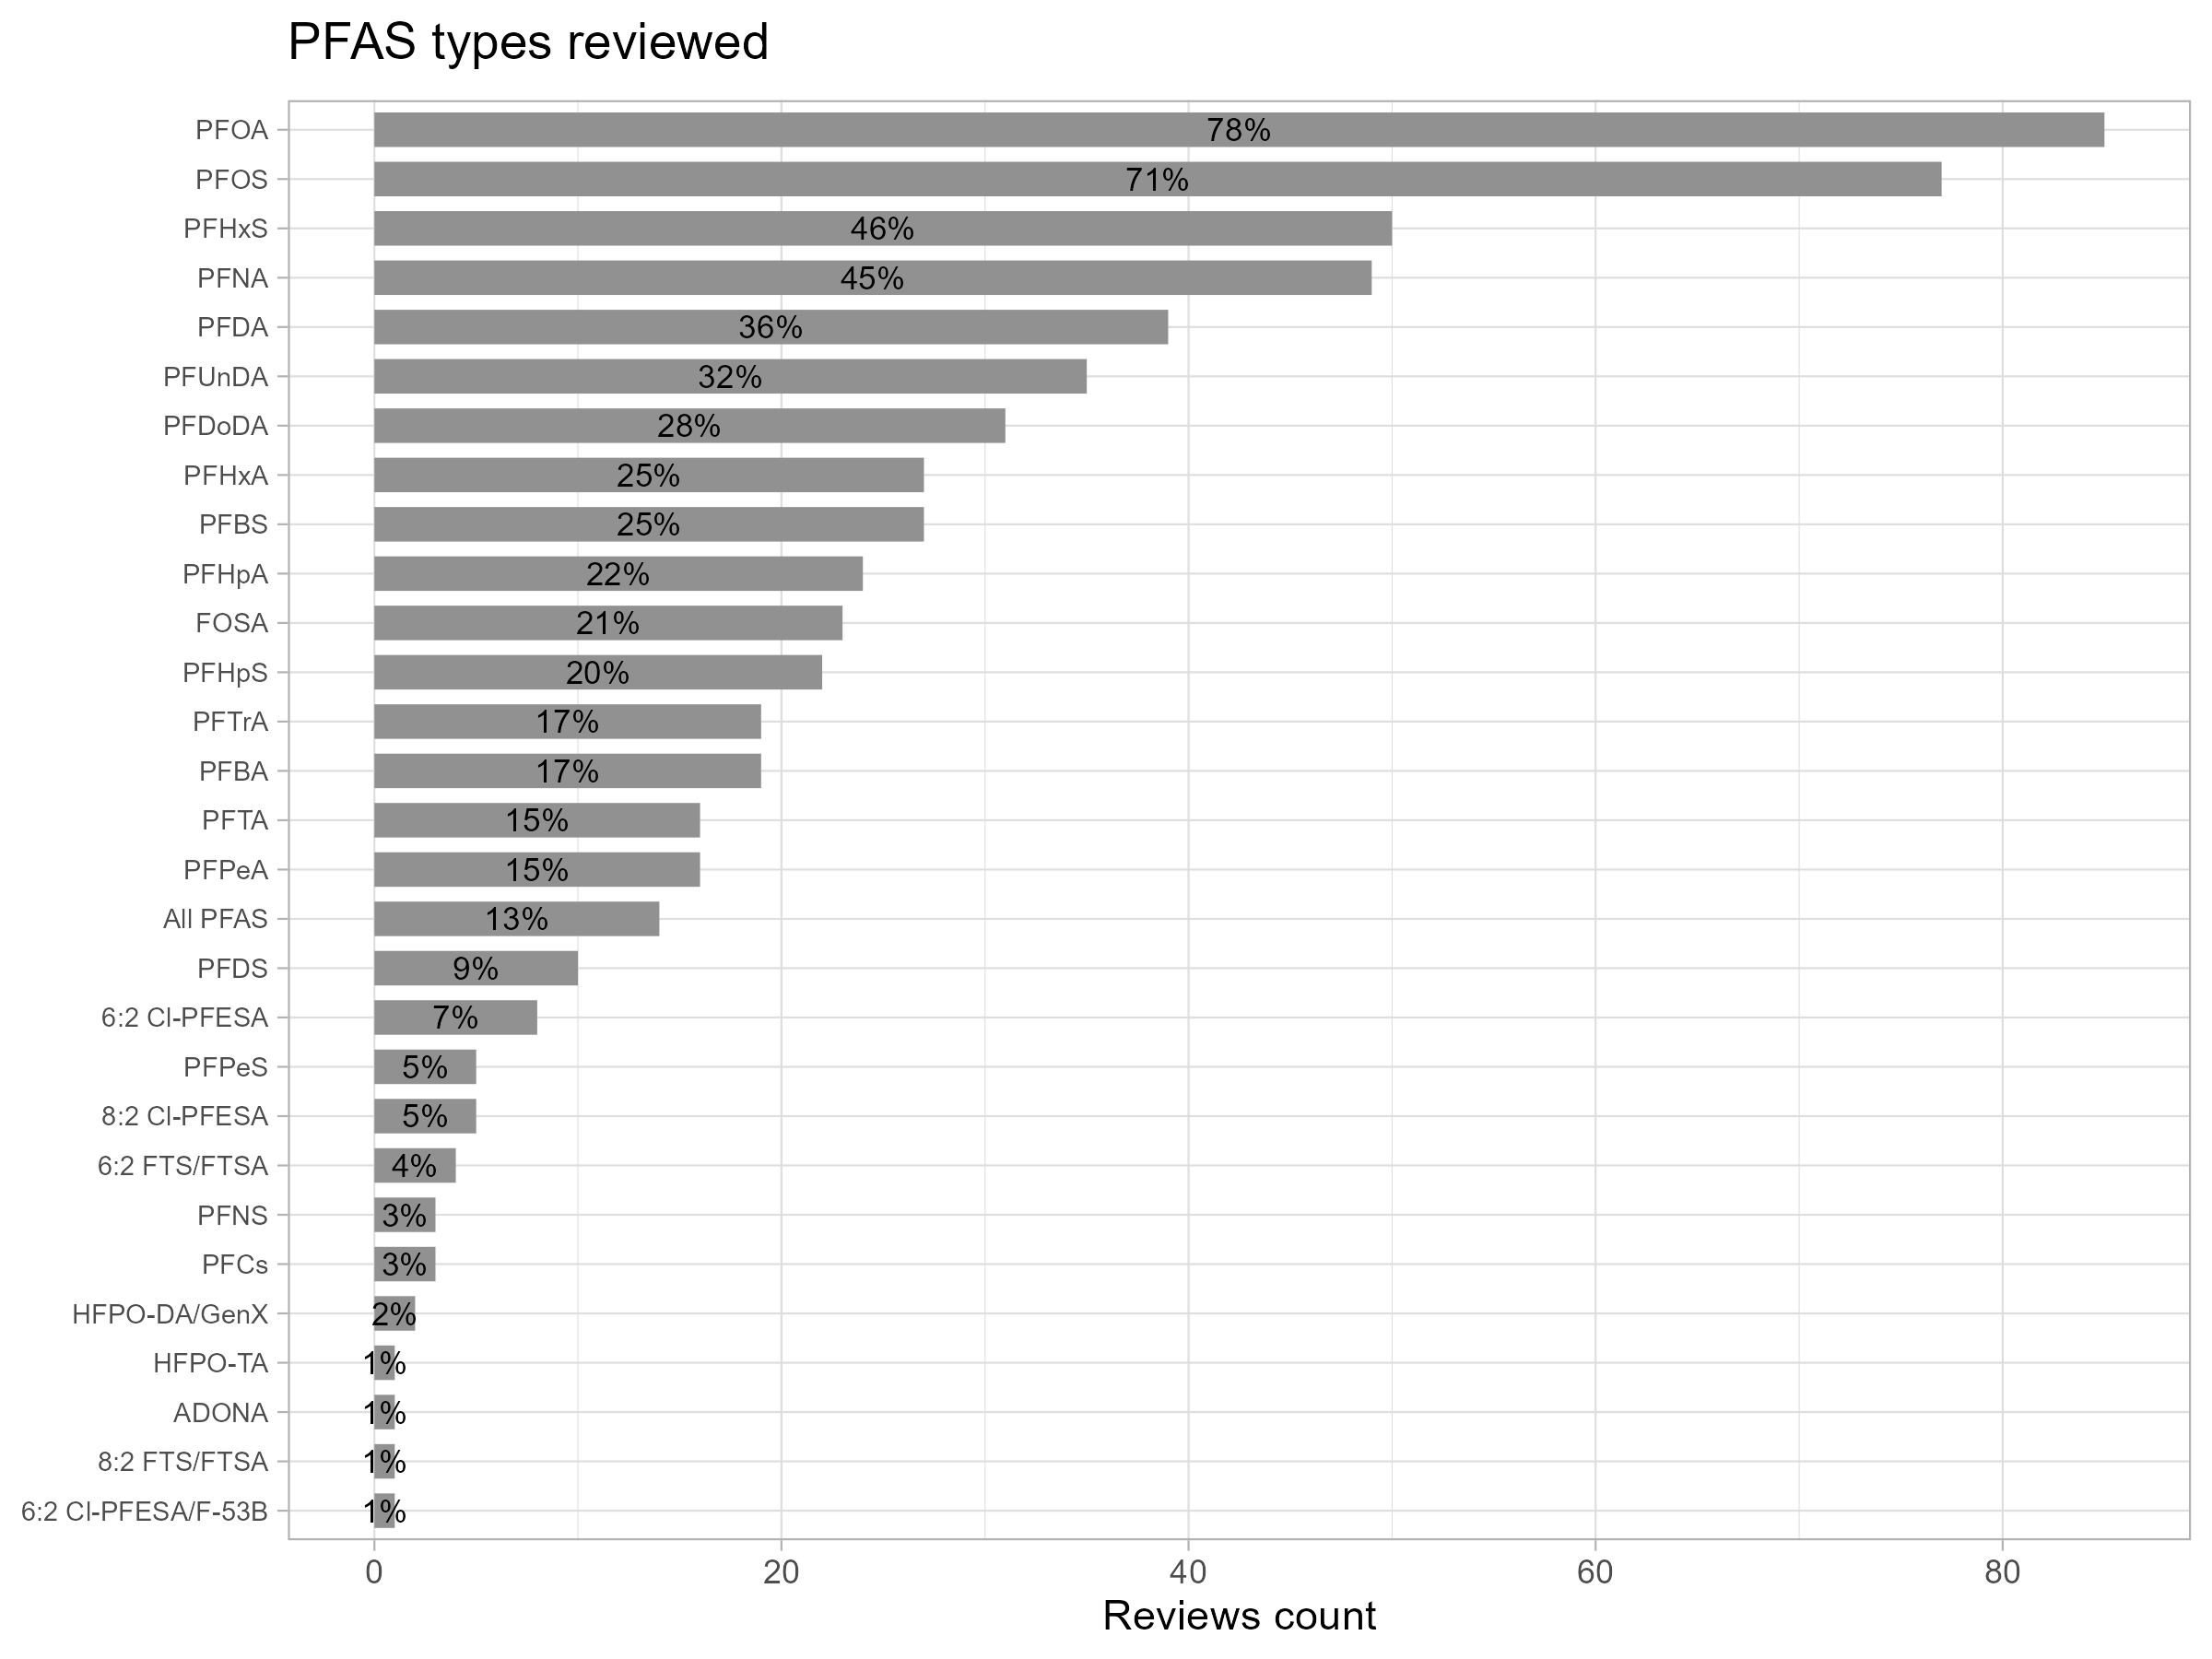 PFAS types reviewed
PFOA 78%
PFOS 71%
PFHxS 46%
PFNA 45%
PFDA 36%
PFUnDA 32%
PFDoDA 28%
PFHxA 25%
PFBS 25%
PFHpA 22%
FOSA 21%
PFHpS 20%
PFTrA 17%
PFBA 17%
PFTA 15%
PFPeA 15%
All PFAS 13%
PFDS 9%
6:2 Cl-PFESA 7%
PFPeS 5%
8:2 Cl-PFESA 5%
6:2 FTS/FTSA 4%
PFNS 3%
PFCs 3%
HFPO-DA/GenX 2%
HFPO-TA 1%
ADONA 1%
8:2 FTS/FTSA 1%
6:2 Cl-PFESA/F-53B 1%
0 20 40 60 80
Reviews count